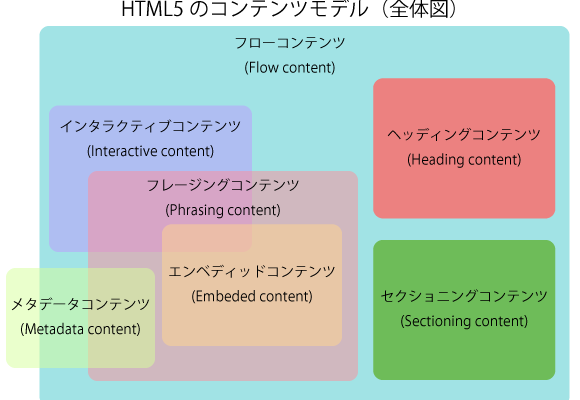 HTML5 のコンテンツモデル（全体図）
フローコンテンツ
(Flow content)
インタラクティブコンテンツ
(Interactive content)
ヘッディングコンテンツ
(Heading content)
フレージングコンテンツ
(Phrasing content)
エンベディッドコンテンツ
(Embeded content)
メタデータコンテンツ
(Metadata content)
セクショニングコンテンツ
(Sectioning content)